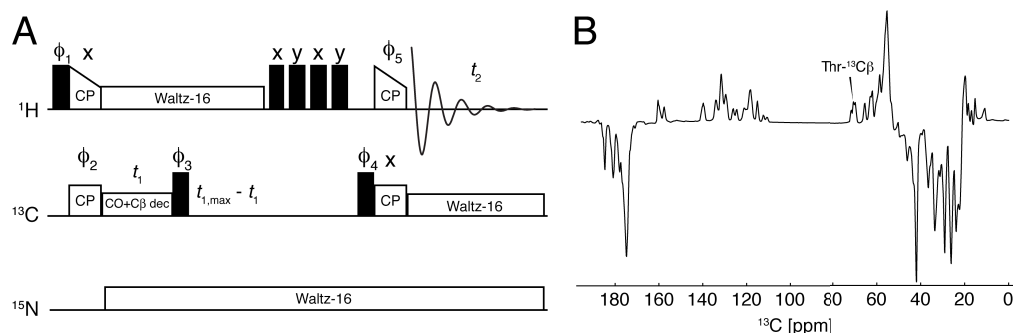 A
ϕ1 x x y x y ϕ5
CP Waltz-16 CP t2
1H
ϕ2 t1 ϕ3 t1,max - t1 ϕ4 x
CP CO+Cβ dec CP Waltz-16
13C
Waltz-16
15N
B
Thr-13Cβ
180 160 140 120 100 80 60 40 20 0
13C [ppm]